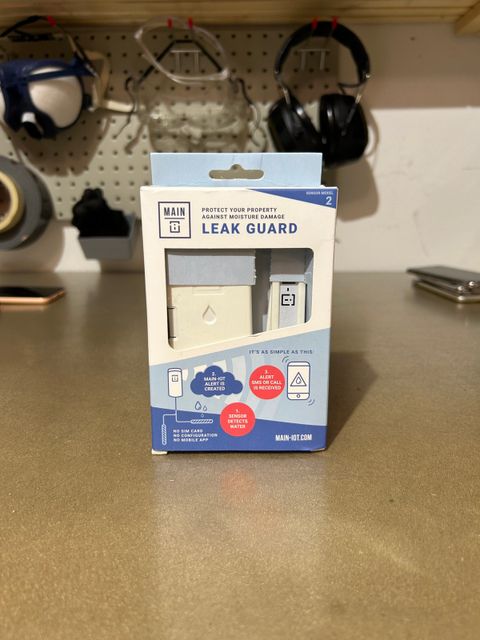 SENSOR MODEL
2
MAIN
PROTECT YOUR PROPERTY
AGAINST MOISTURE DAMAGE
LEAK GUARD
IT'S AS SIMPLE AS THIS:
2.
MAIN-IOT
ALERT IS
CREATED
3.
ALERT
SMS OR CALL
IS RECEIVED
1.
SENSOR
DETECTS
WATER
NO SIM CARD
NO CONFIGURATION
NO MOBILE APP
MAIN-IOT.COM